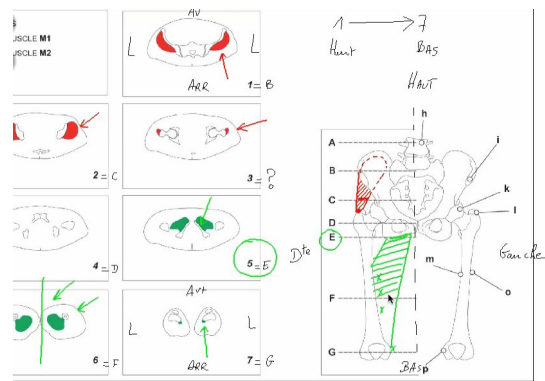 USCLE M1
USCLE M2
AV
L L
ARR
1 = B
2 = C
3 = ?
4 = D
5 = E
6 = F
AVt
L L
ARR
7 = G
1 → 7
Haut BAS
HAUT
A
B
C
D
E
F
G
h
i
k
l
m
o
p
Dte
Gauche
BAS